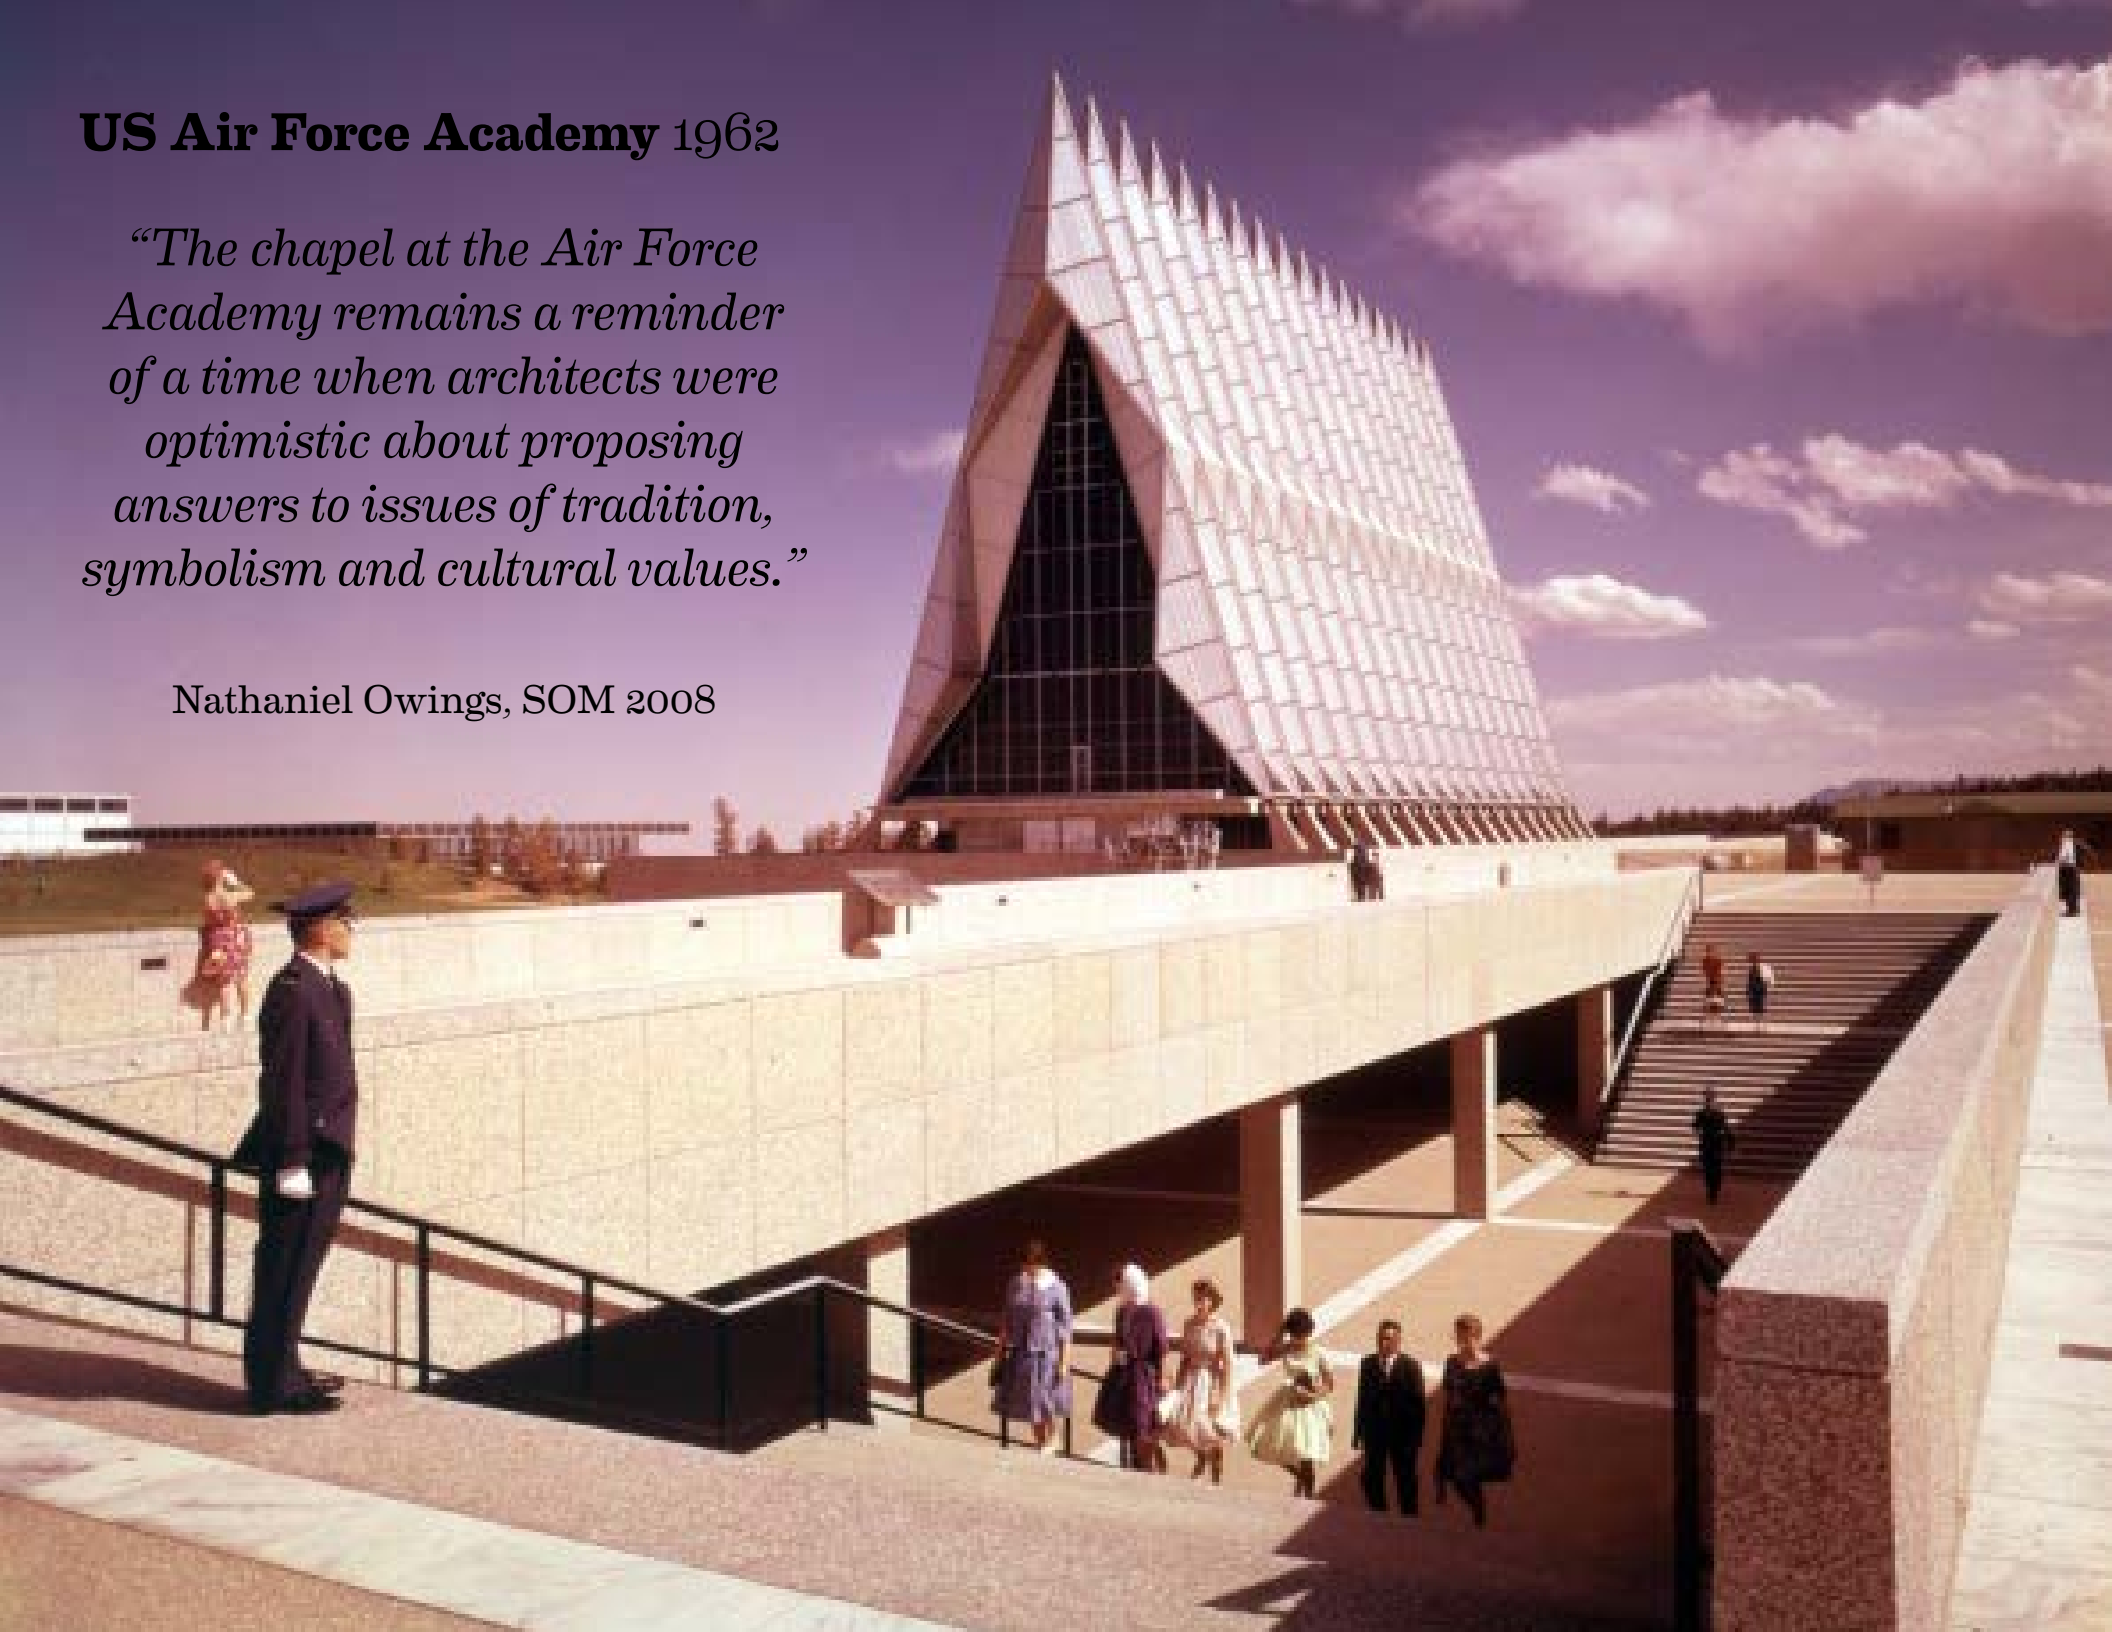 US Air Force Academy 1962
“The chapel at the Air Force
Academy remains a reminder
of a time when architects were
optimistic about proposing
answers to issues of tradition,
symbolism and cultural values.”
Nathaniel Owings, SOM 2008